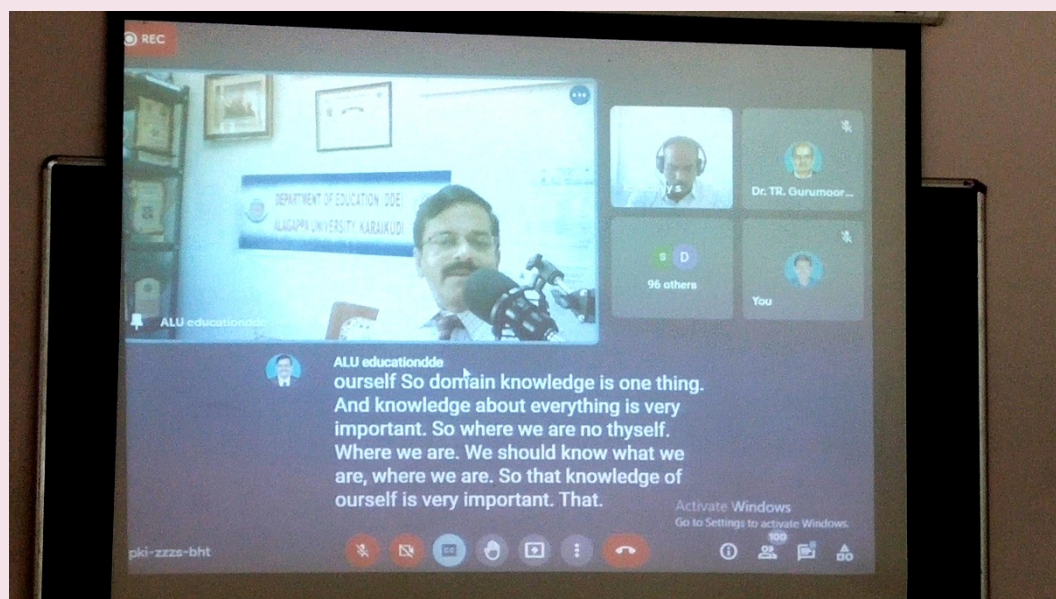 REC
DEPARTMENT OF EDUCATION (DDE)
ALAGAPPA UNIVERSITY, KARAIKUDI
ALU educationdde
Dr. TR. Gurumoor...
S D
96 others
You
ALU educationdde
ourself So domain knowledge is one thing.
And knowledge about everything is very
important. So where we are no thyself.
Where we are. We should know what we
are, where we are. So that knowledge of
ourself is very important. That.
Activate Windows
Go to Settings to activate Windows.
pki-zzzs-bht
CC
100